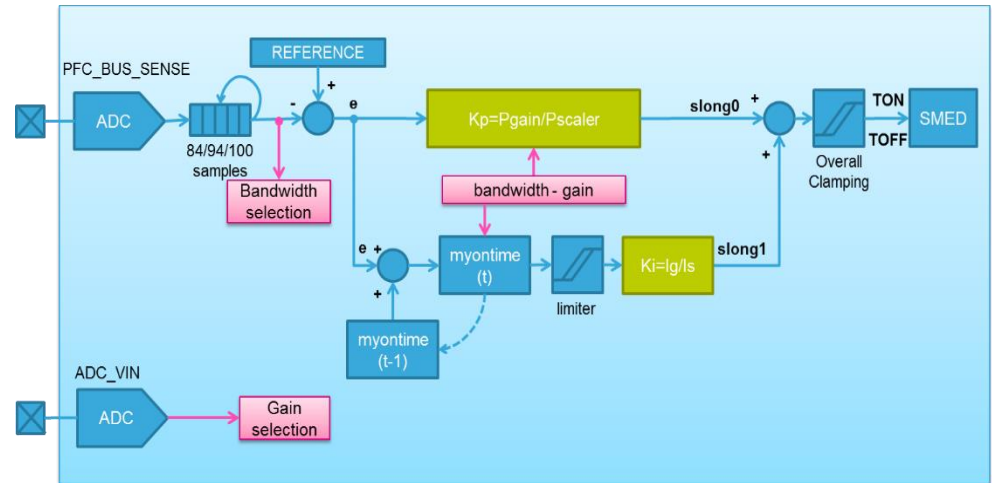 REFERENCE
PFC_BUS_SENSE
ADC
84/94/100
samples
Bandwidth
selection
+
-
e
Kp=Pgain/Pscaler
bandwidth - gain
slong0
+
+
TON
TOFF
SMED
Overall
Clamping
e
+
+
myontime
(t)
limiter
Ki=Ig/Is
slong1
myontime
(t-1)
ADC_VIN
ADC
Gain
selection